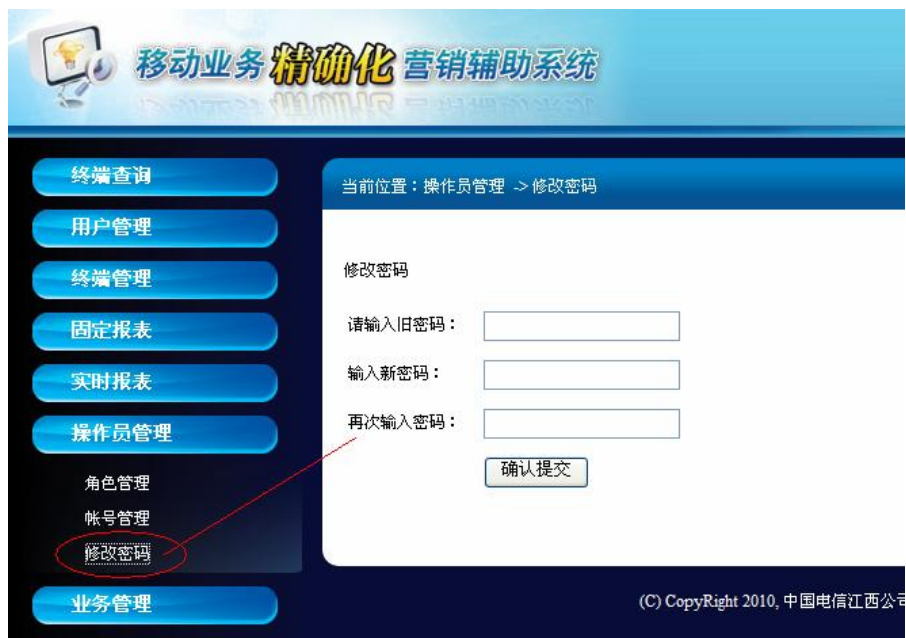 移动业务精确化营销辅助系统
终端查询
用户管理
终端管理
固定报表
实时报表
操作员管理
角色管理
帐号管理
修改密码
业务管理
当前位置：操作员管理 ->修改密码
修改密码
请输入旧密码：
输入新密码：
再次输入密码：
确认提交
(C) CopyRight 2010, 中国电信江西公司